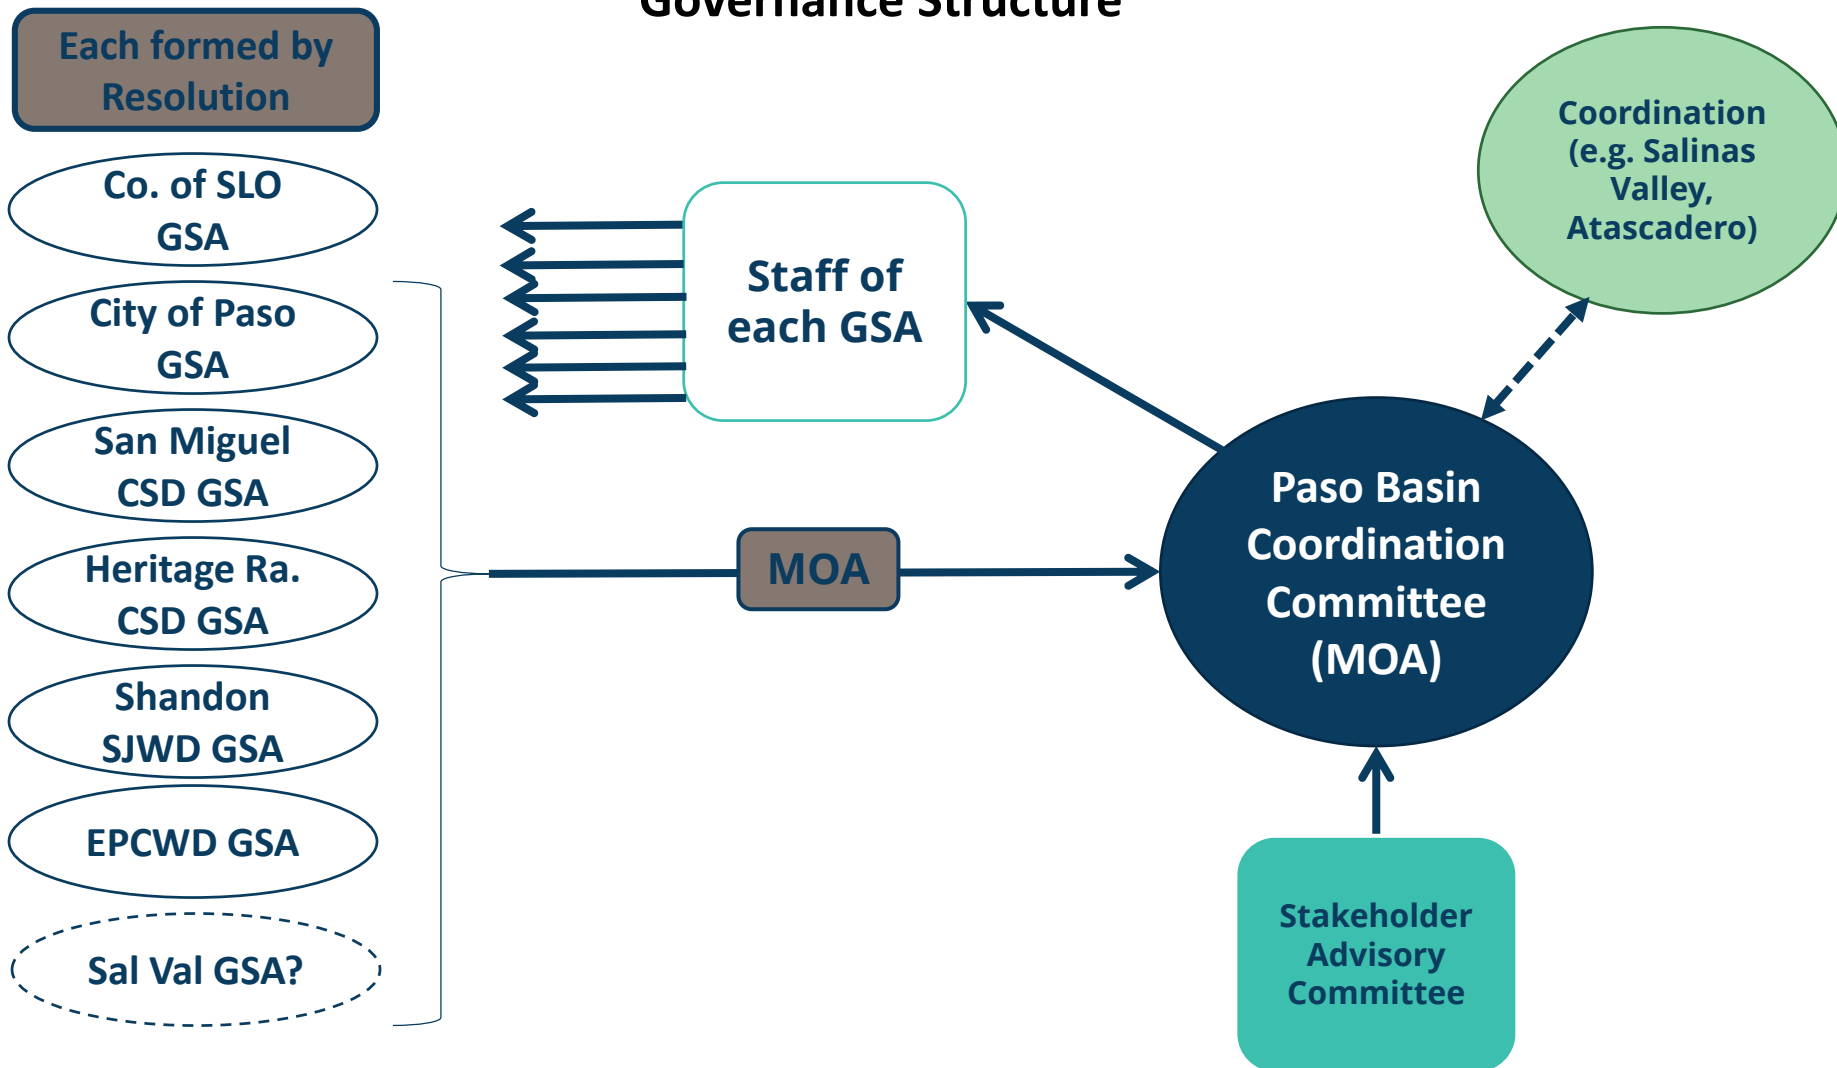 Governance Structure
Each formed by
Resolution
Co. of SLO
GSA
City of Paso
GSA
San Miguel
CSD GSA
Heritage Ra.
CSD GSA
Shandon
SJWD GSA
EPCWD GSA
Sal Val GSA?
Staff of
each GSA
MOA
Coordination
(e.g. Salinas
Valley,
Atascadero)
Paso Basin
Coordination
Committee
(MOA)
Stakeholder
Advisory
Committee